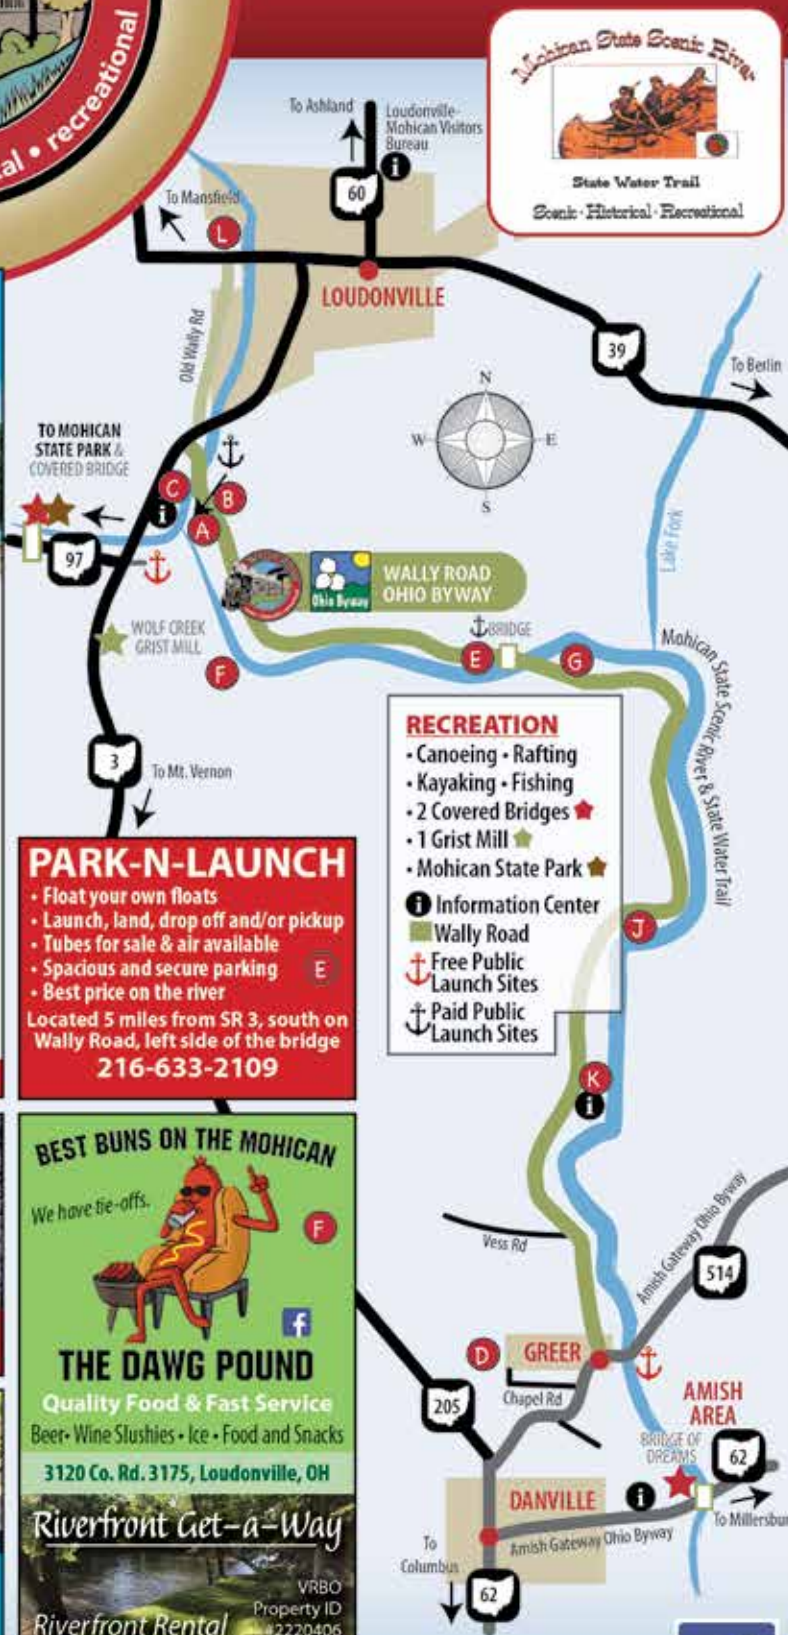 al • recreational
Mohican State Scenic River
State Water Trail
Scenic · Historical · Recreational
To Ashland
Loudonville-
Mohican Visitors
Bureau
i
60
To Mansfield
L
LOUDONVILLE
Old Wally Rd
39
To Berlin
N
W
E
S
TO MOHICAN
STATE PARK &
COVERED BRIDGE
C
B
i
A
97
Lake Fork
WALLY ROAD
OHIO BYWAY
Ohio Byway
WOLF CREEK
GRIST MILL
BRIDGE
E
G
F
Mohican State Scenic River & State Water Trail
3
To Mt. Vernon
RECREATION
• Canoeing • Rafting
• Kayaking • Fishing
• 2 Covered Bridges
• 1 Grist Mill
• Mohican State Park
i Information Center
Wally Road
Free Public
Launch Sites
Paid Public
Launch Sites
J
K
i
PARK-N-LAUNCH
• Float your own floats
• Launch, land, drop off and/or pickup
• Tubes for sale & air available
• Spacious and secure parking
E
• Best price on the river
Located 5 miles from SR 3, south on
Wally Road, left side of the bridge
216-633-2109
BEST BUNS ON THE MOHICAN
We have tie-offs.
F
f
THE DAWG POUND
Quality Food & Fast Service
Beer• Wine Slushies • Ice • Food and Snacks
3120 Co. Rd. 3175, Loudonville, OH
Riverfront Get-a-Way
VRBO
Property ID
#2220406
Riverfront Rental
Vess Rd
Amish Gateway Ohio Byway
514
D
GREER
Chapel Rd
205
AMISH
AREA
BRIDGE OF
DREAMS
62
DANVILLE
i
To Millersbur
Amish Gateway Ohio Byway
To
Columbus
62